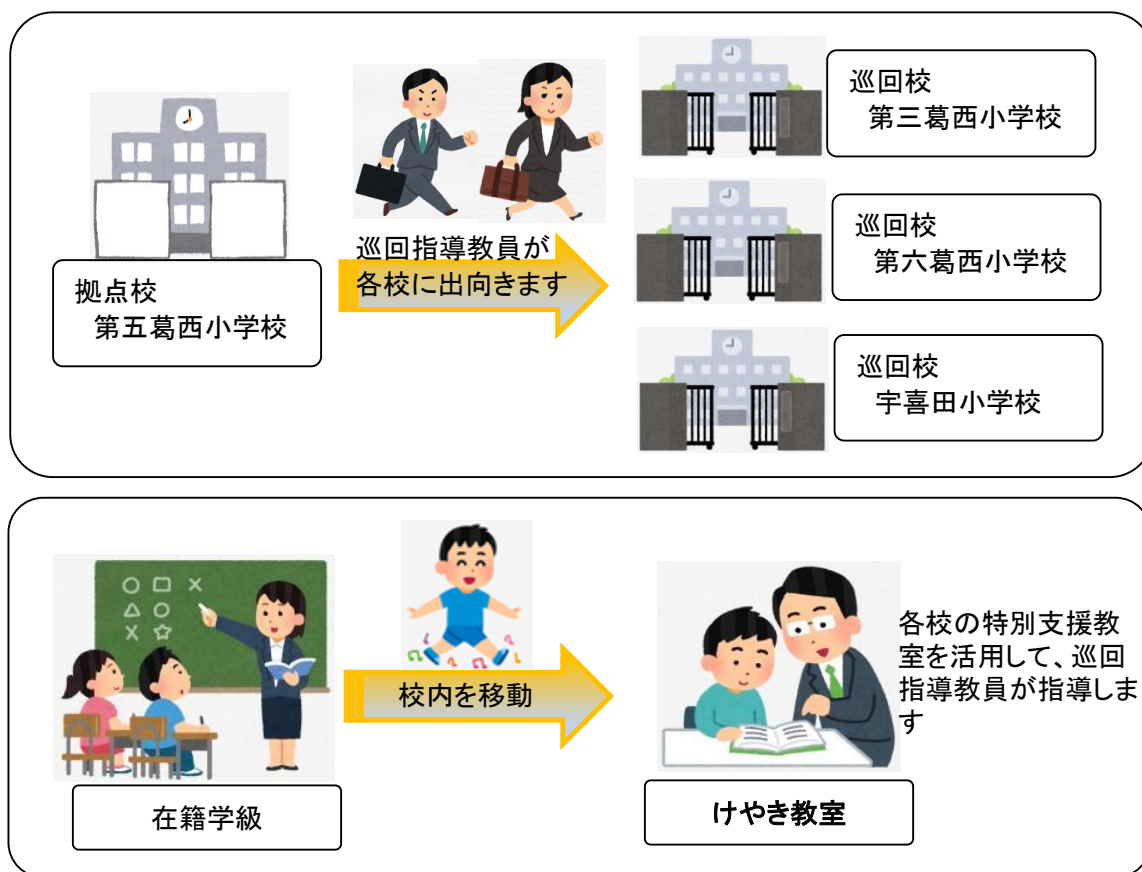 巡回校
第三葛西小学校
巡回指導教員が
各校に出向きます
巡回校
第六葛西小学校
拠点校
第五葛西小学校
巡回校
宇喜田小学校
校内を移動
各校の特別支援教
室を活用して、巡回
指導教員が指導しま
す
在籍学級
けやき教室